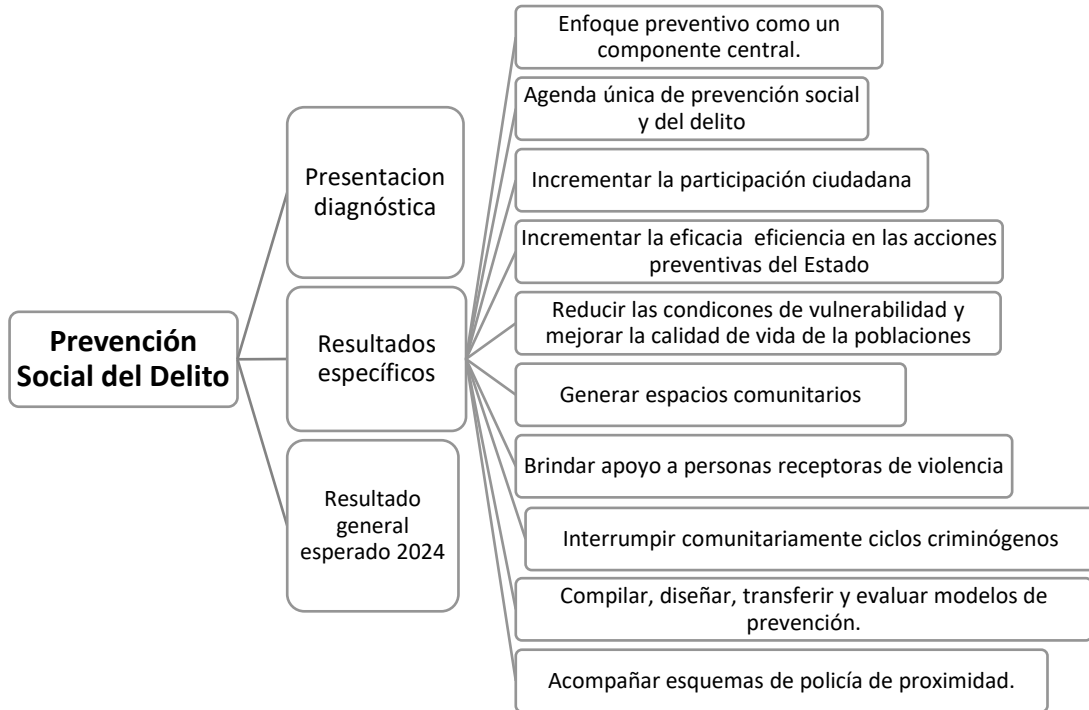 Prevención
Social del Delito
Presentacion
diagnóstica
Resultados
específicos
Resultado
general
esperado 2024
Enfoque preventivo como un
componente central.
Agenda única de prevención social
y del delito
Incrementar la participación ciudadana
Incrementar la eficacia  eficiencia en las acciones
preventivas del Estado
Reducir las condicones de vulnerabilidad y
mejorar la calidad de vida de la poblaciones
Generar espacios comunitarios
Brindar apoyo a personas receptoras de violencia
Interrumpir comunitariamente ciclos criminógenos
Compilar, diseñar, transferir y evaluar modelos de
prevención.
Acompañar esquemas de policía de proximidad.